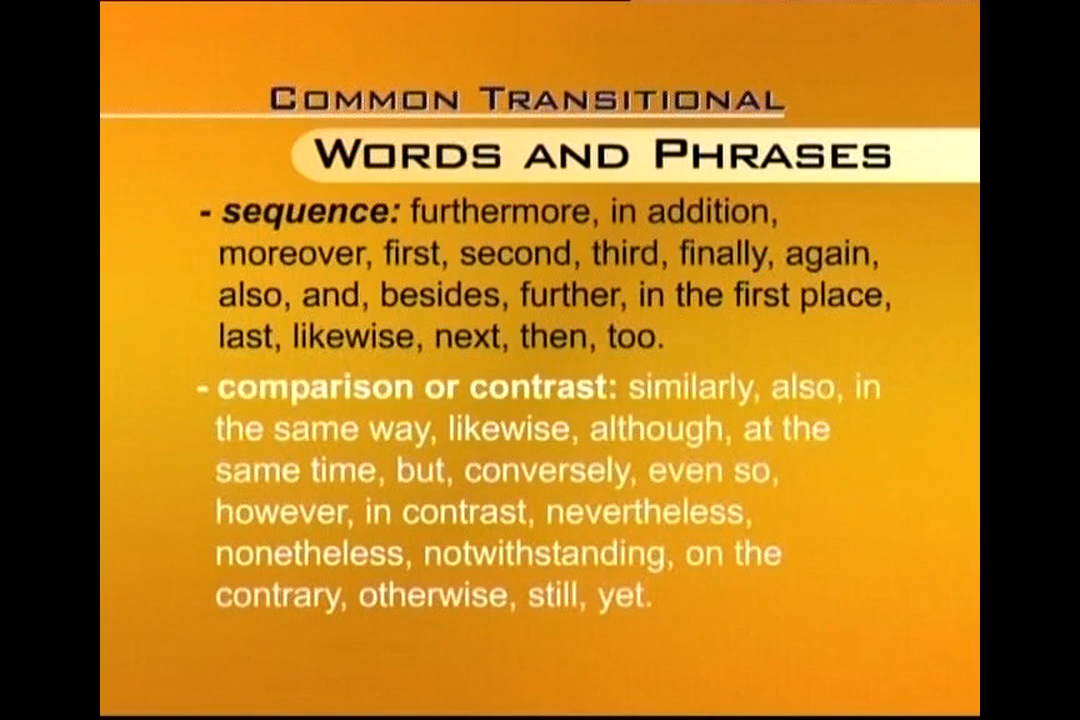 COMMON TRANSITIONAL
WORDS AND PHRASES
- sequence: furthermore, in addition,
moreover, first, second, third, finally, again,
also, and, besides, further, in the first place,
last, likewise, next, then, too.
- comparison or contrast: similarly, also, in
the same way, likewise, although, at the
same time, but, conversely, even so,
however, in contrast, nevertheless,
nonetheless, notwithstanding, on the
contrary, otherwise, still, yet.